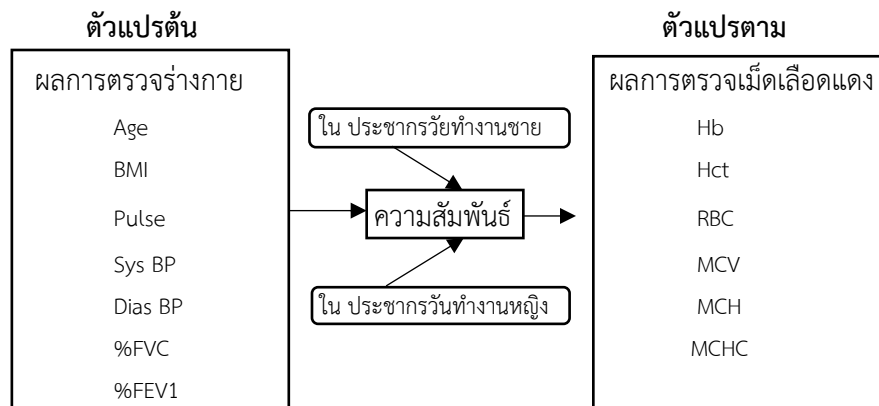 ตัวแปรต้น
ผลการตรวจร่างกาย
Age
BMI
Pulse
Sys BP
Dias BP
%FVC
%FEV1
ใน ประชากรวัยทำงานชาย
ความสัมพันธ์
ใน ประชากรวันทำงานหญิง
ตัวแปรตาม
ผลการตรวจเม็ดเลือดแดง
Hb
Hct
RBC
MCV
MCH
MCHC